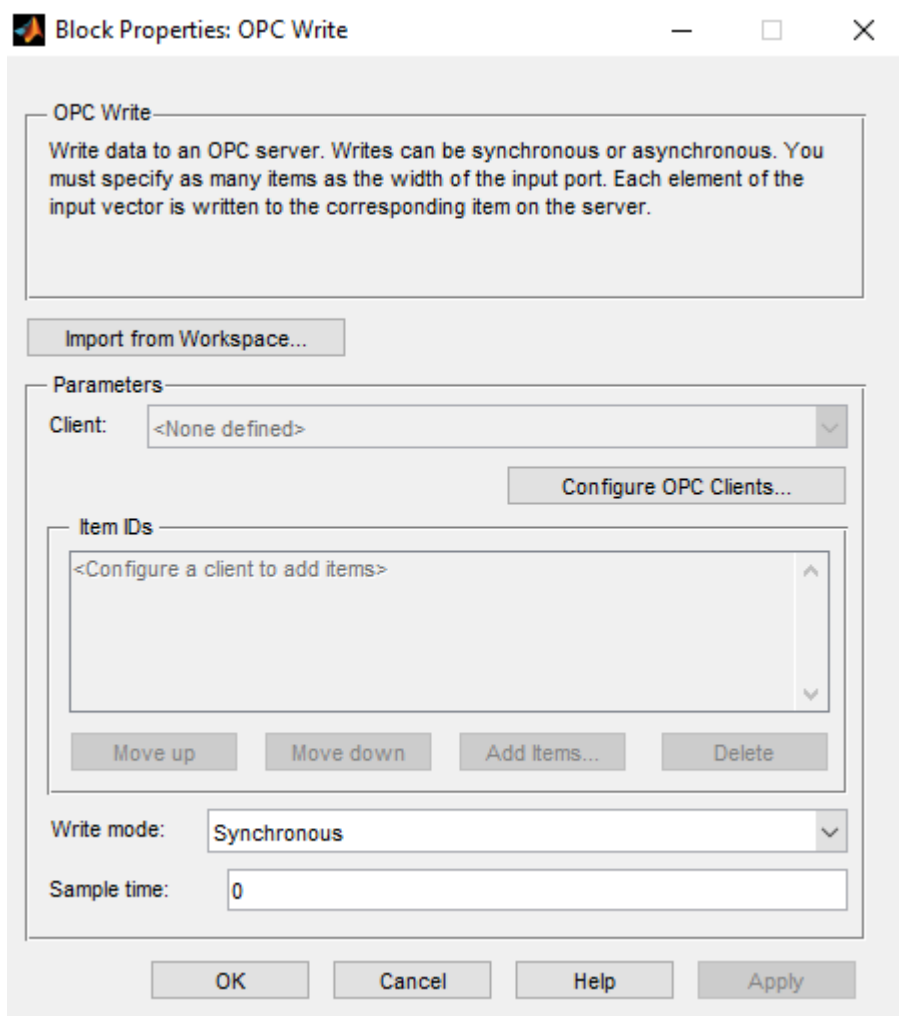 Block Properties: OPC Write
OPC Write
Write data to an OPC server. Writes can be synchronous or asynchronous. You
must specify as many items as the width of the input port. Each element of the
input vector is written to the corresponding item on the server.
Import from Workspace...
Parameters
Client: <None defined>
Configure OPC Clients...
Item IDs
<Configure a client to add items>
Move up Move down Add Items... Delete
Write mode: Synchronous
Sample time: 0
OK Cancel Help Apply